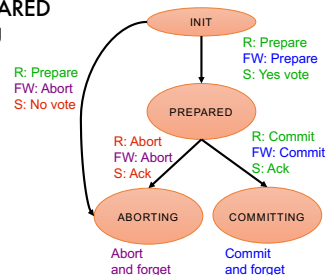 ARED
INIT
R: Prepare
FW: Prepare
S: Yes vote
R: Prepare
FW: Abort
S: No vote
PREPARED
R: Abort
FW: Abort
S: Ack
R: Commit
FW: Commit
S: Ack
ABORTING
COMMITTING
Abort
and forget
Commit
and forget